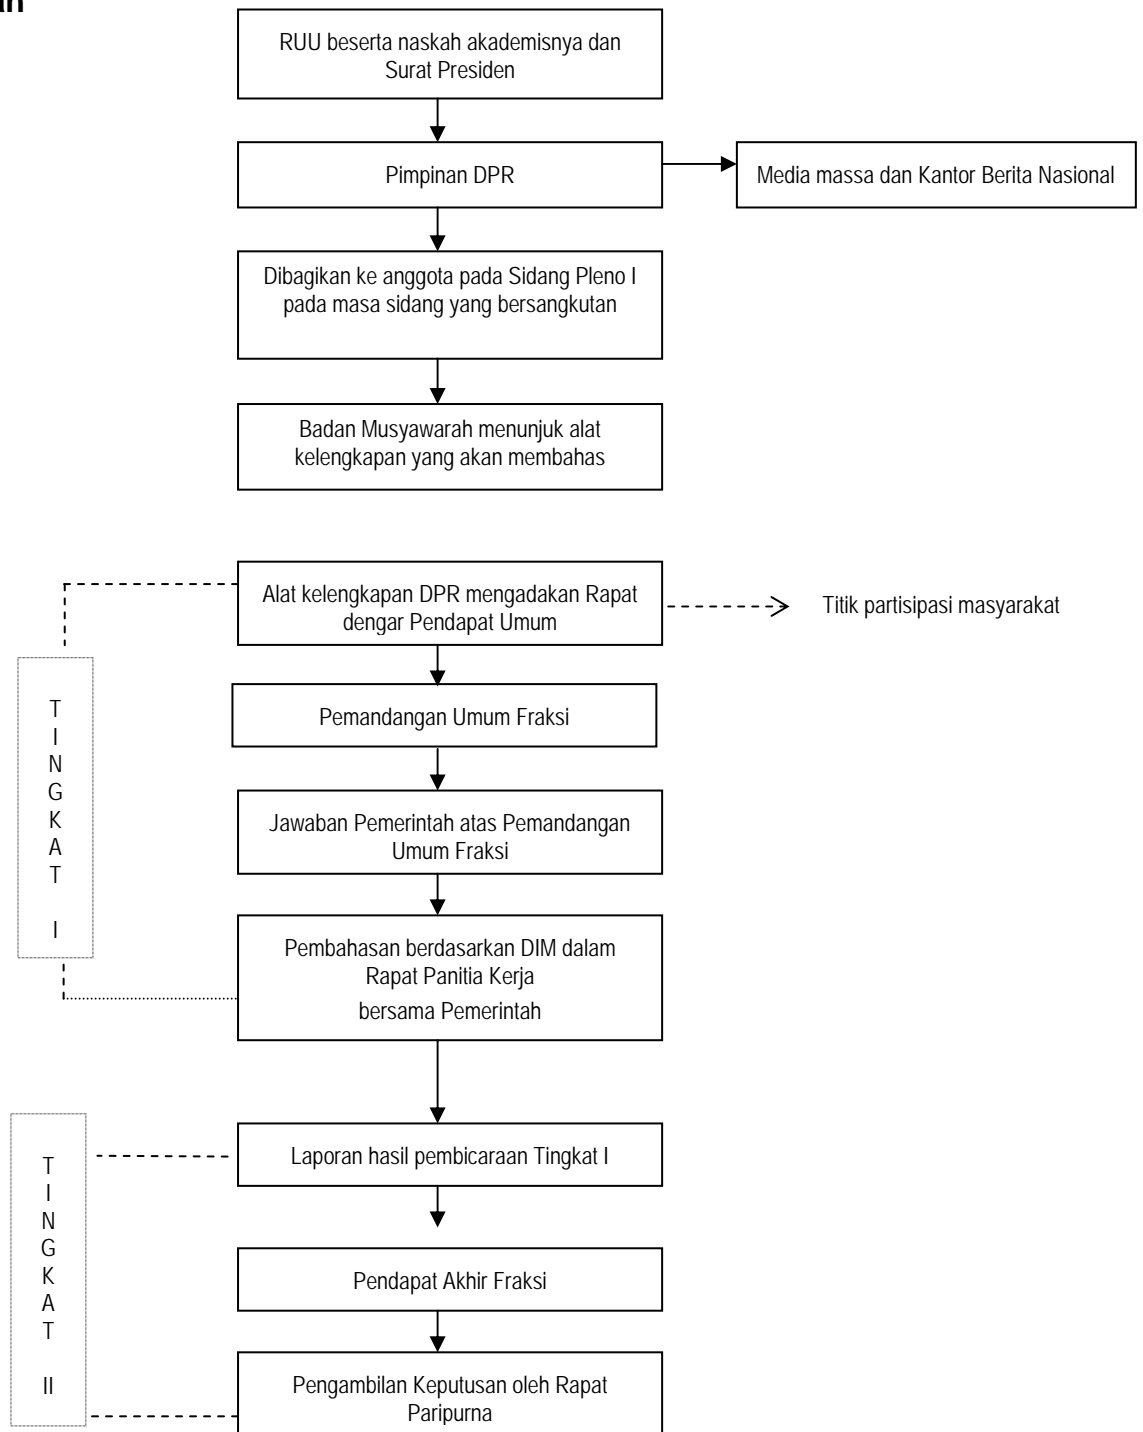 RUU beserta naskah akademisnya dan
Surat Presiden
Pimpinan DPR
Media massa dan Kantor Berita Nasional
Dibagikan ke anggota pada Sidang Pleno I
pada masa sidang yang bersangkutan
Badan Musyawarah menunjuk alat
kelengkapan yang akan membahas
Alat kelengkapan DPR mengadakan Rapat
dengar Pendapat Umum
Titik partisipasi masyarakat
TINGKAT I
Pemandangan Umum Fraksi
Jawaban Pemerintah atas Pemandangan
Umum Fraksi
Pembahasan berdasarkan DIM dalam
Rapat Panitia Kerja
bersama Pemerintah
TINGKAT II
Laporan hasil pembicaraan Tingkat I
Pendapat Akhir Fraksi
Pengambilan Keputusan oleh Rapat
Paripurna